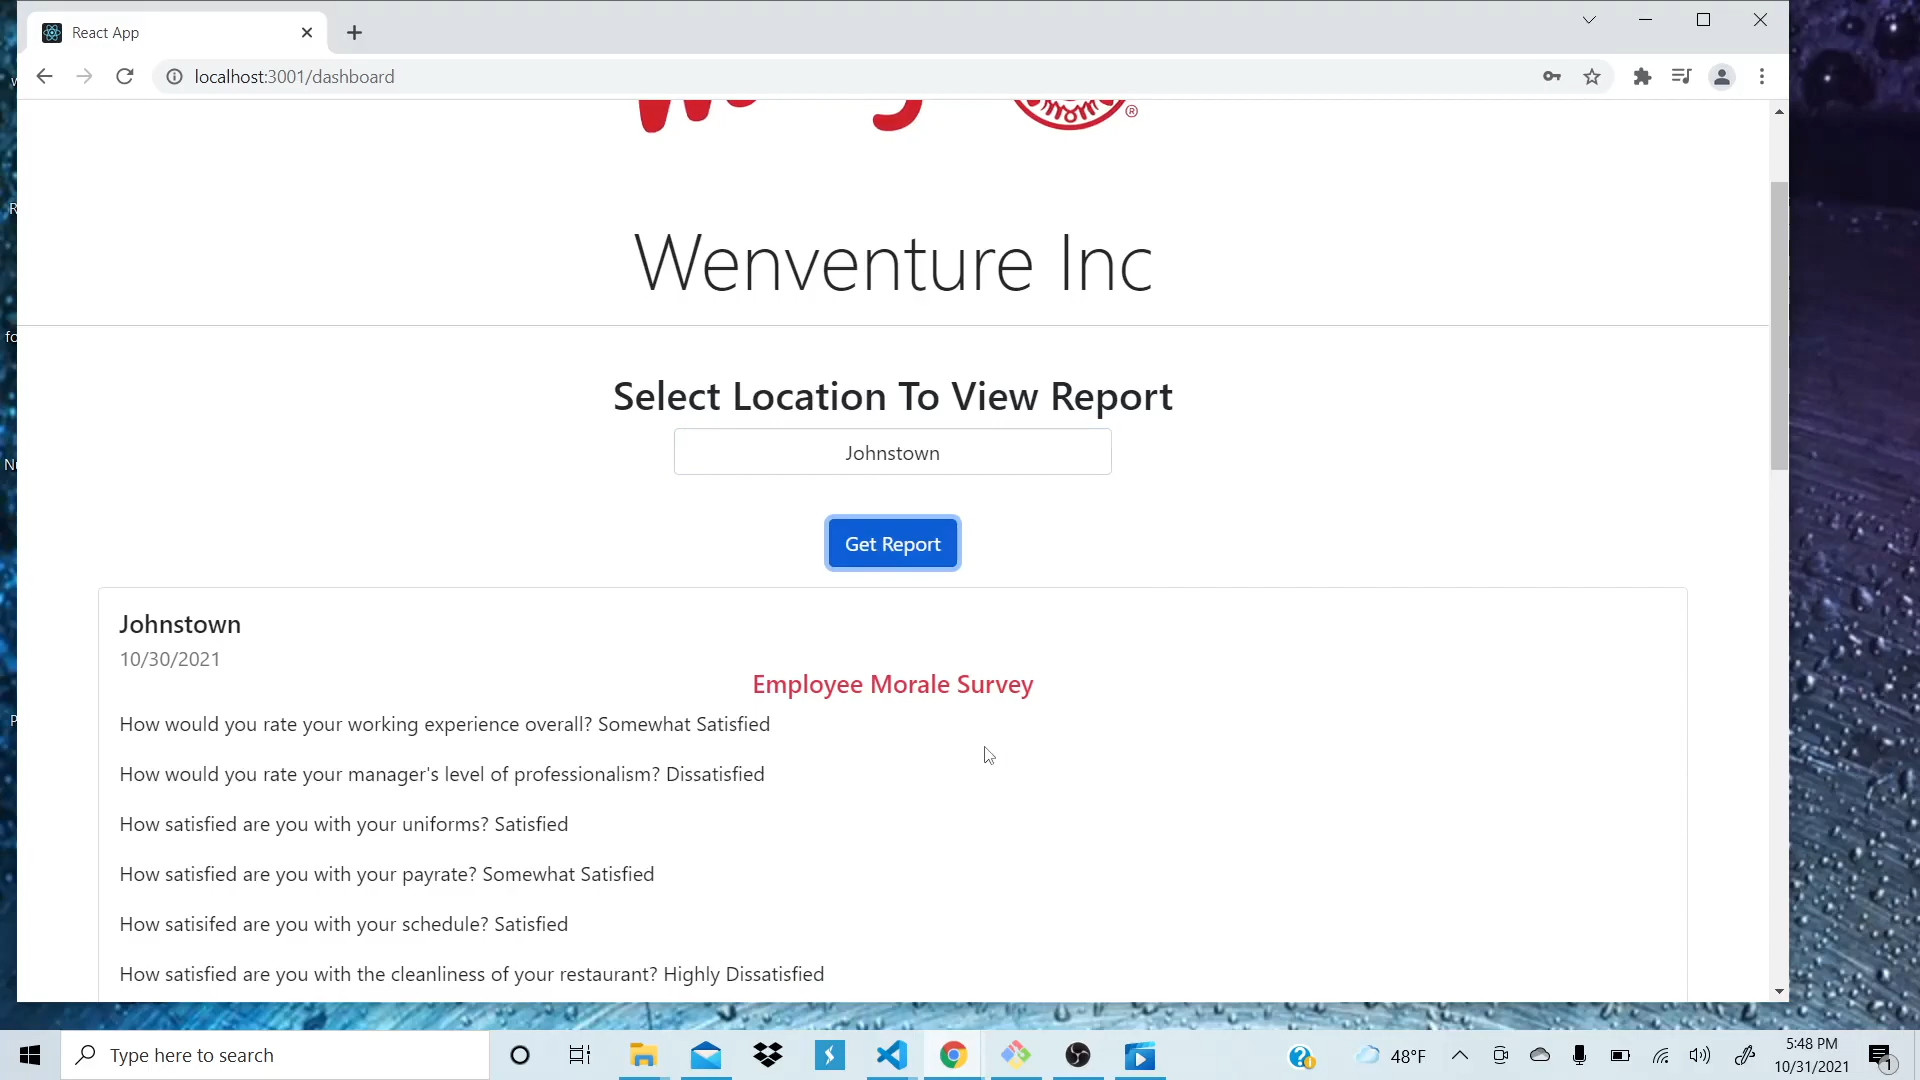 React App
localhost:3001/dashboard
®
Wenventure Inc
Select Location To View Report
Johnstown
Get Report
Johnstown
10/30/2021
Employee Morale Survey
How would you rate your working experience overall? Somewhat Satisfied
How would you rate your manager's level of professionalism? Dissatisfied
How satisfied are you with your uniforms? Satisfied
How satisfied are you with your payrate? Somewhat Satisfied
How satisifed are you with your schedule? Satisfied
How satisfied are you with the cleanliness of your restaurant? Highly Dissatisfied
Type here to search
48°F
5:48 PM
10/31/2021
1